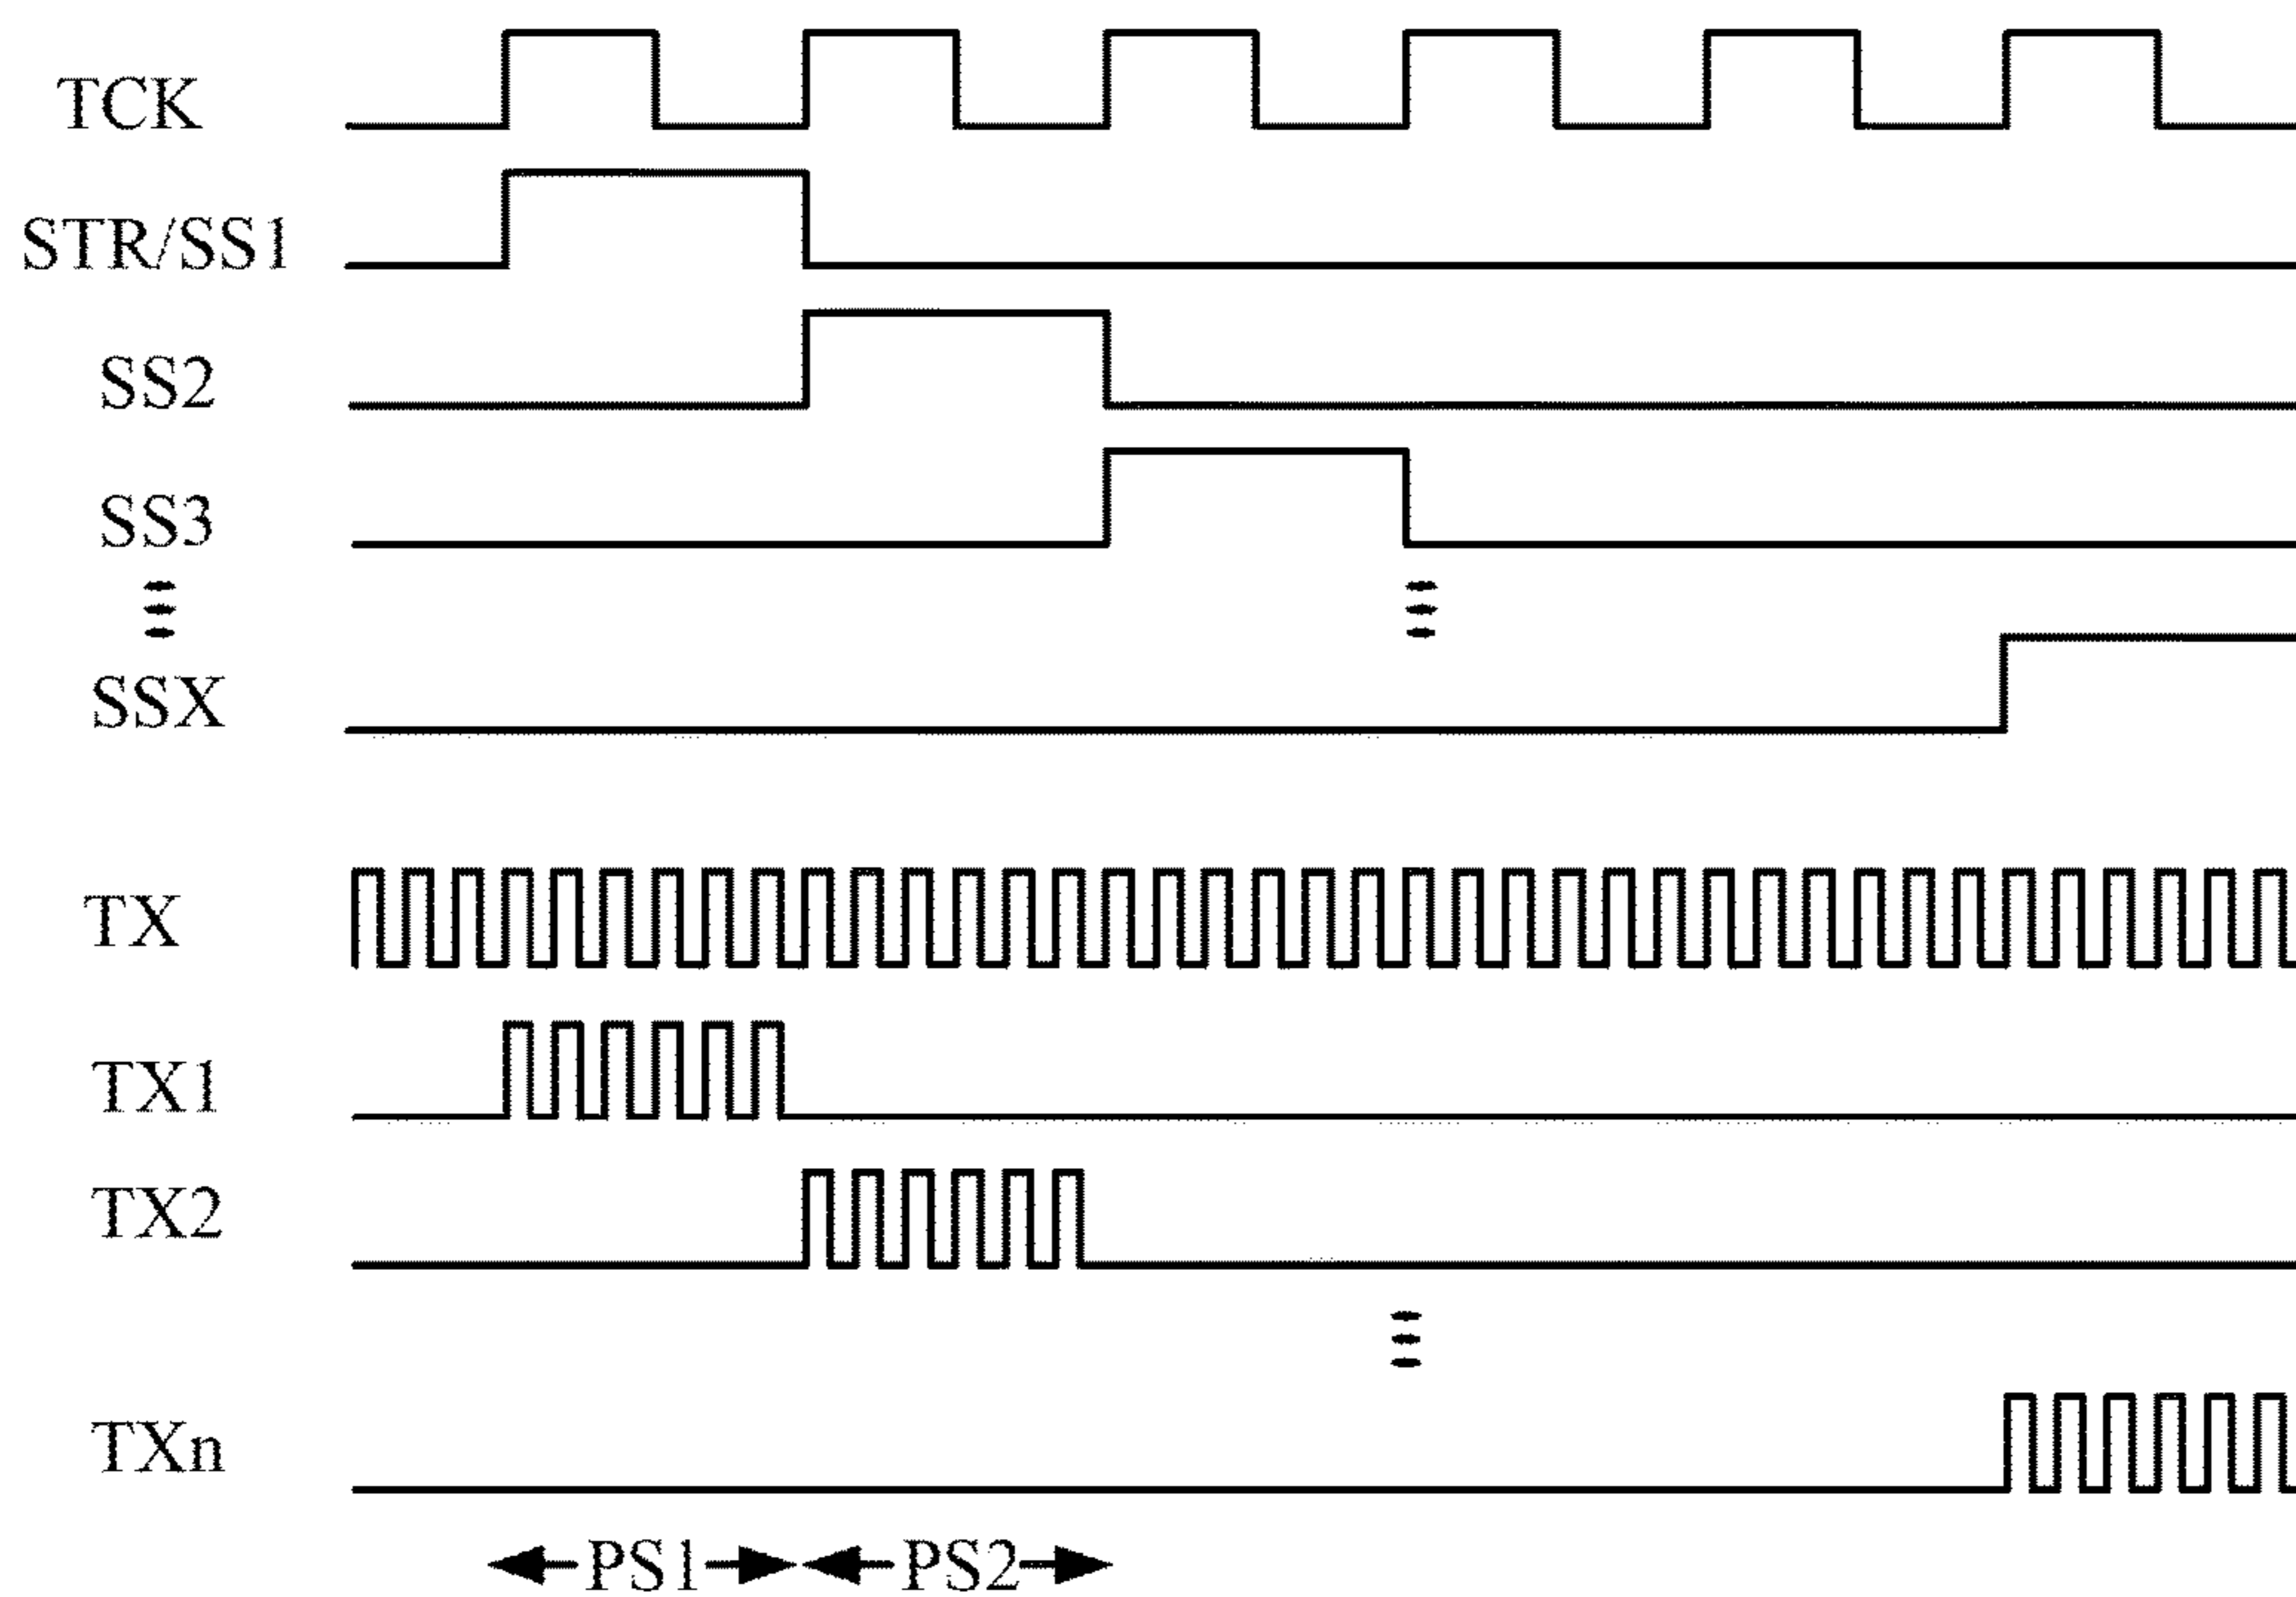 TCK
STR/SS1
SS2
SS3
SSX
TX
TX1
TX2
TXn
PS1 PS2